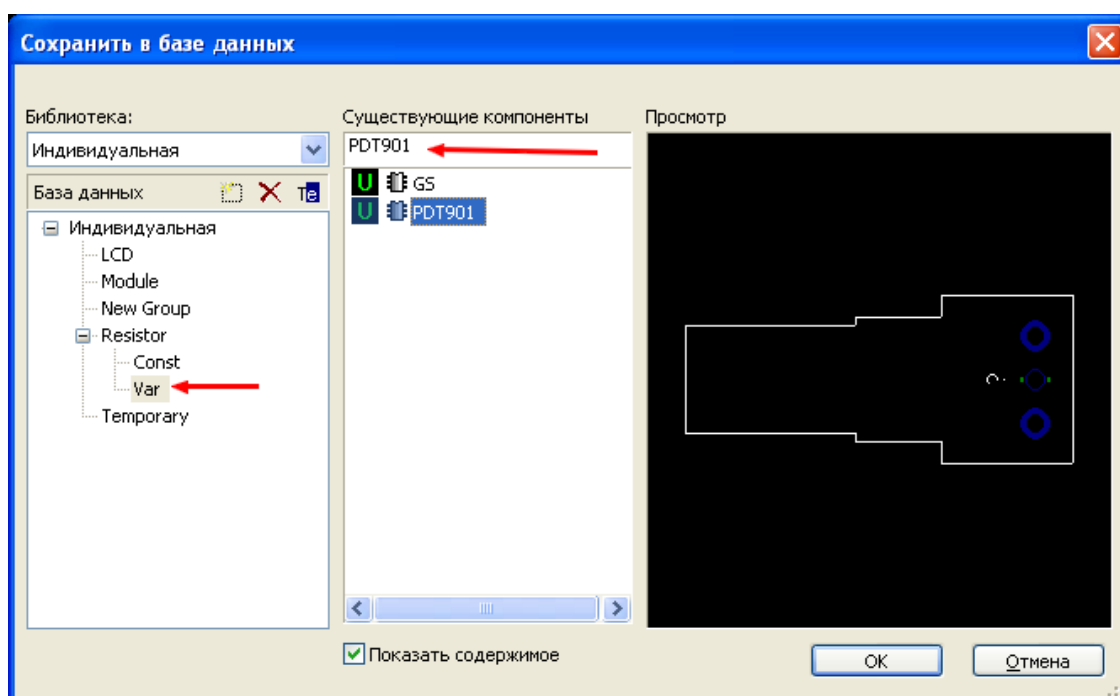 Сохранить в базе данных
Библиотека:
Индивидуальная
База данных
Te
Индивидуальная
LCD
Module
New Group
Resistor
Const
Var
Temporary
Существующие компоненты
PDT901
U GS
U PDT901
Показать содержимое
Просмотр
?
OK
Отмена